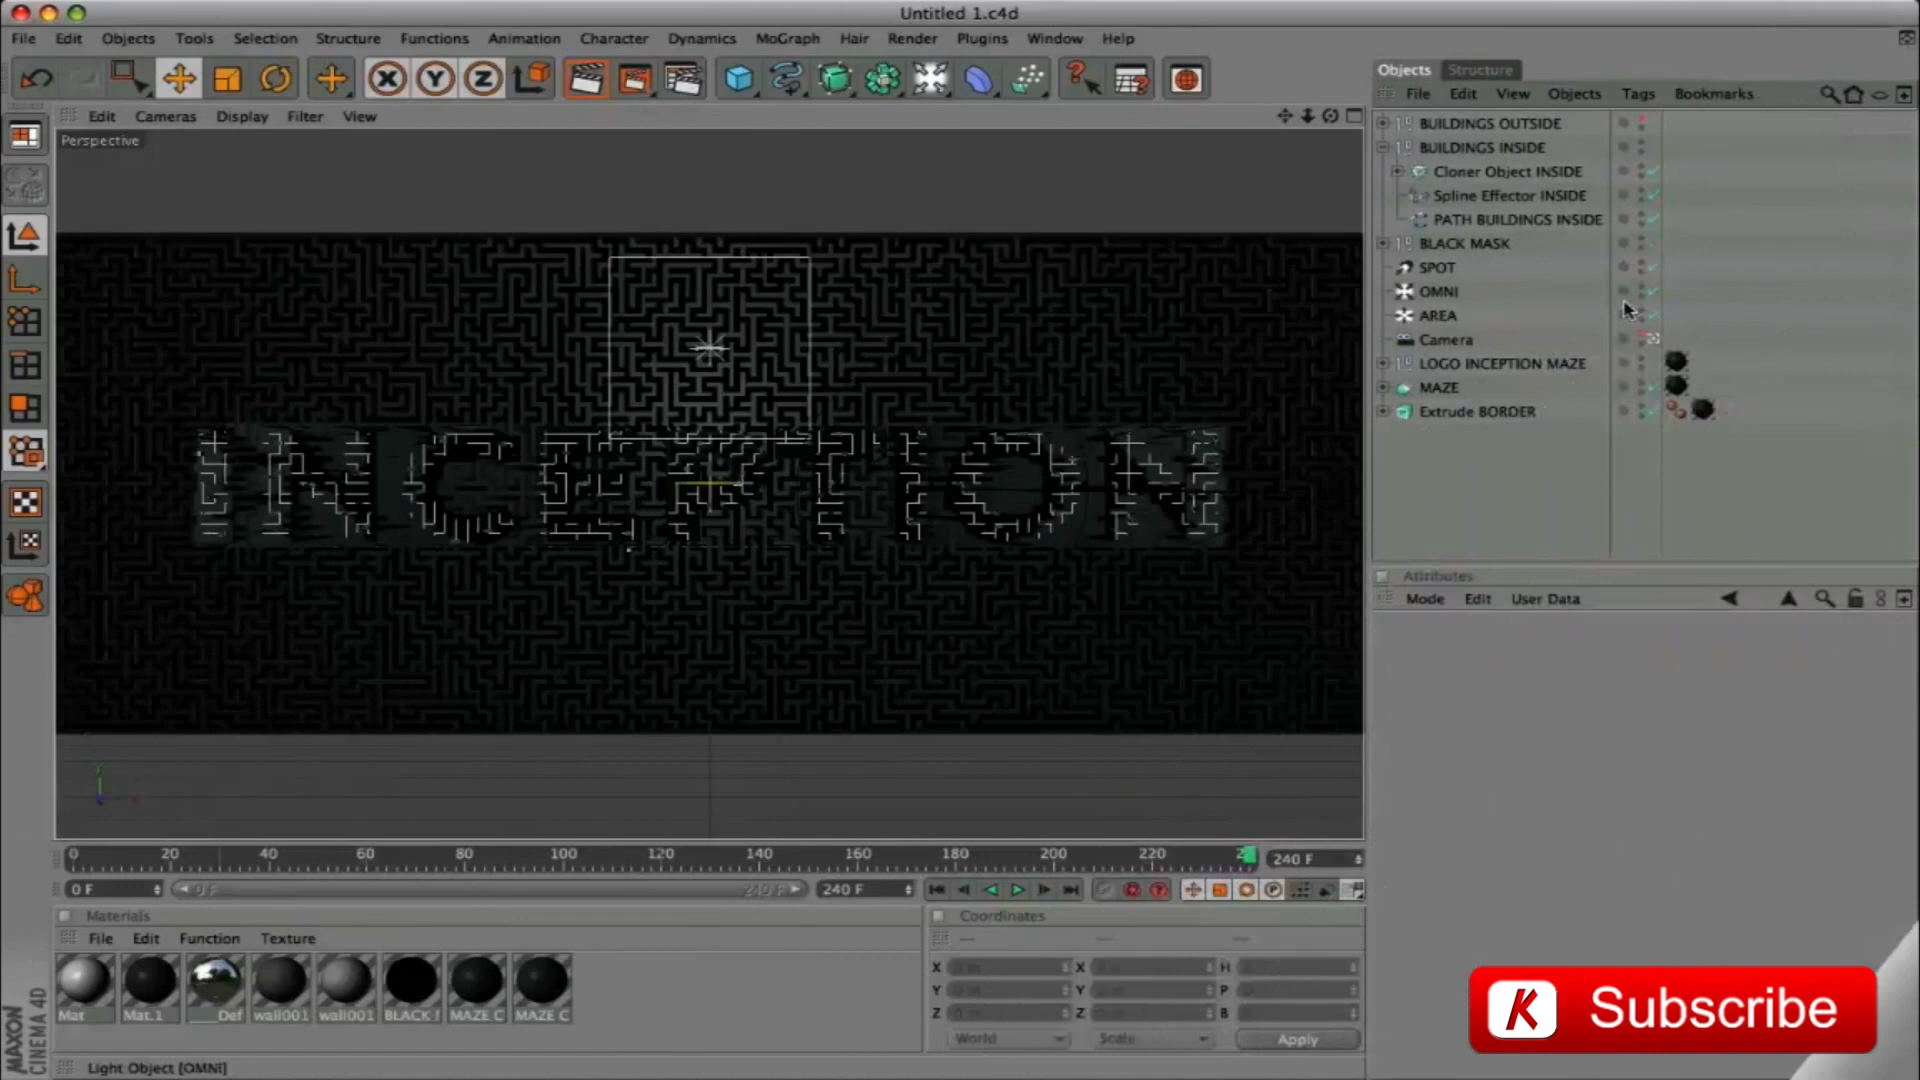 Untitled 1.c4d
File Edit Objects Tools Selection Structure Functions Animation Character Dynamics MoGraph Hair Render Plugins Window Help
X Y Z
Objects Structure
File Edit View Objects Tags Bookmarks
Edit Cameras Display Filter View
Perspective
BUILDINGS OUTSIDE
BUILDINGS INSIDE
Cloner Object INSIDE
Spline Effector INSIDE
PATH BUILDINGS INSIDE
BLACK MASK
SPOT
OMNI
AREA
Camera
LOGO INCEPTION MAZE
MAZE
Extrude BORDER
INCEPTION
Attributes
Mode Edit User Data
0 20 40 60 80 100 120 140 160 180 200 220 240 F
0 F 0 F 240 F 240 F
Materials
File Edit Function Texture
Mat Mat.1 Def wall001 wall001 BLACK MAZE C MAZE C
Coordinates
X X H
Y Y P
Z Z B
World Scale Apply
MAXON
CINEMA 4D
Light Object [OMNI]
K Subscribe